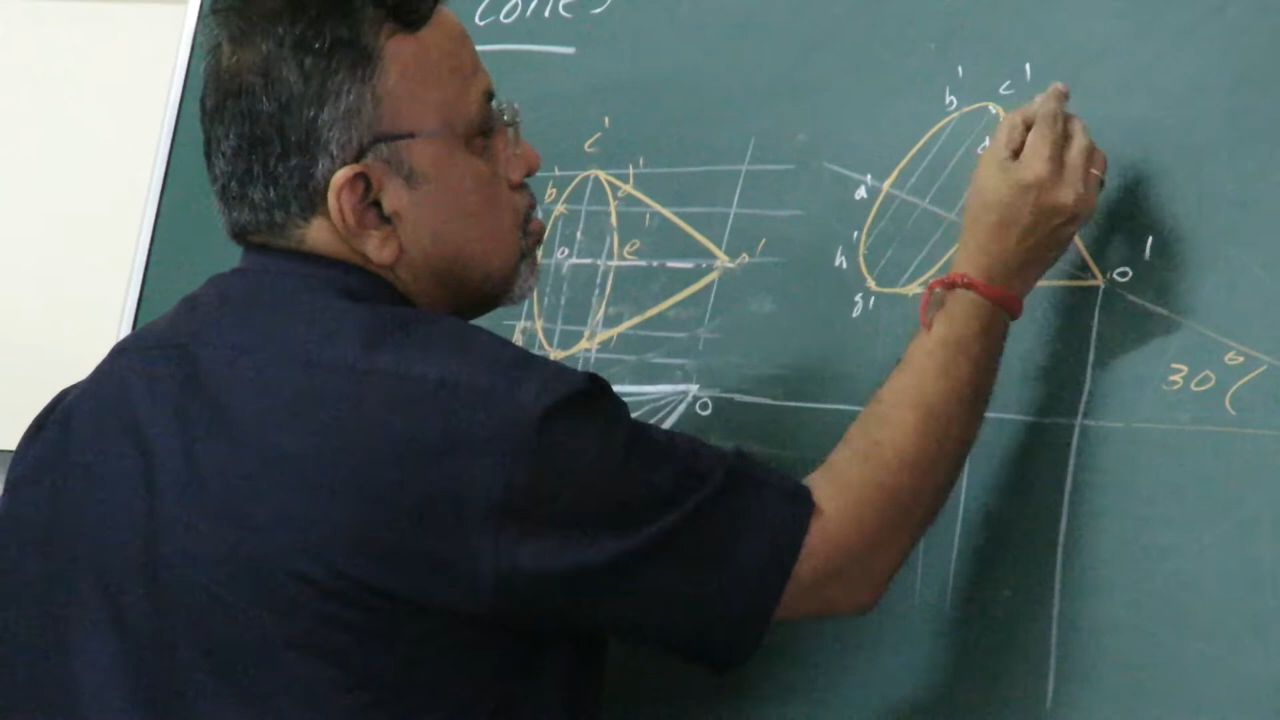 Cones
b' c'
d
a'
h'
g'
o'
30°
c'
b' d'
o e o'
o